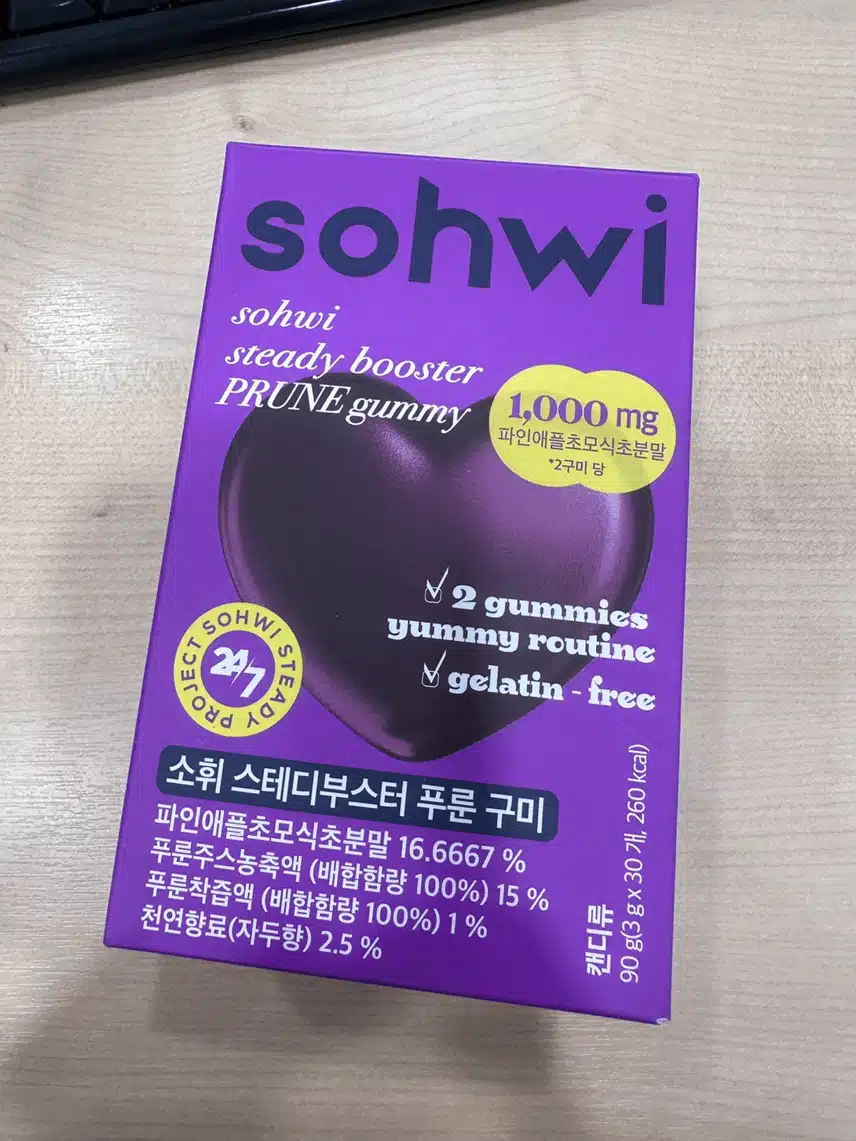 sohwi
sohwi
steady booster
PRUNE gummy
1,000 mg
파인애플초모식초분말
*2구미 당
2 gummies
yummy routine
gelatin - free
SOHWI STEADY PROJECT
24/7
소휘 스테디부스터 푸룬 구미
파인애플초모식초분말 16.6667 %
푸룬주스농축액 (배합함량 100%) 15 %
푸룬착즙액 (배합함량 100%) 1 %
천연향료(자두향) 2.5 %
캔디류
90 g(3 g x 30 개, 260 kcal)